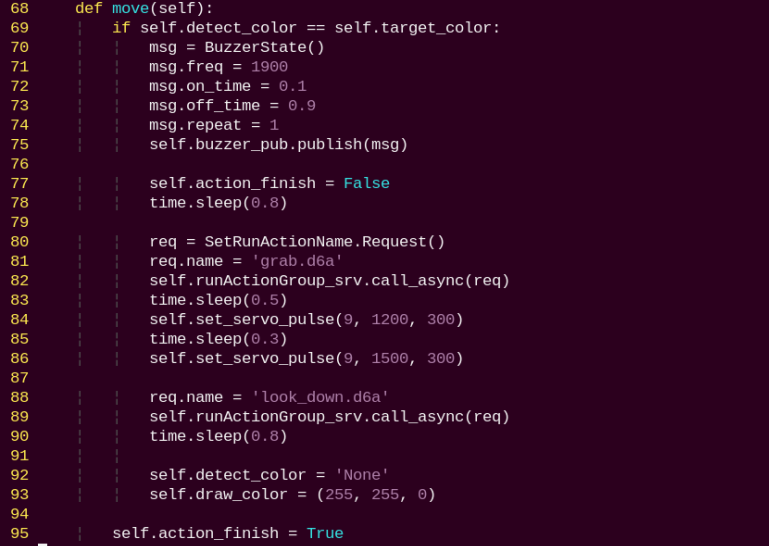 68     def move(self):
69         if self.detect_color == self.target_color:
70             msg = BuzzerState()
71             msg.freq = 1900
72             msg.on_time = 0.1
73             msg.off_time = 0.9
74             msg.repeat = 1
75             self.buzzer_pub.publish(msg)
76
77             self.action_finish = False
78             time.sleep(0.8)
79
80             req = SetRunActionName.Request()
81             req.name = 'grab.d6a'
82             self.runActionGroup_srv.call_async(req)
83             time.sleep(0.5)
84             self.set_servo_pulse(9, 1200, 300)
85             time.sleep(0.3)
86             self.set_servo_pulse(9, 1500, 300)
87
88             req.name = 'look_down.d6a'
89             self.runActionGroup_srv.call_async(req)
90             time.sleep(0.8)
91
92             self.detect_color = 'None'
93             self.draw_color = (255, 255, 0)
94
95         self.action_finish = True